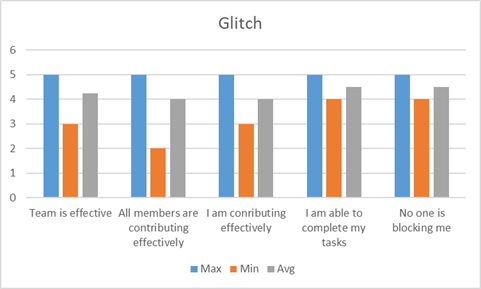 Glitch
6
5
4
3
2
1
0
Team is effective
All members are
contributing
effectively
I am conributing
effectively
I am able to
complete my
tasks
No one is
blocking me
Max Min Avg